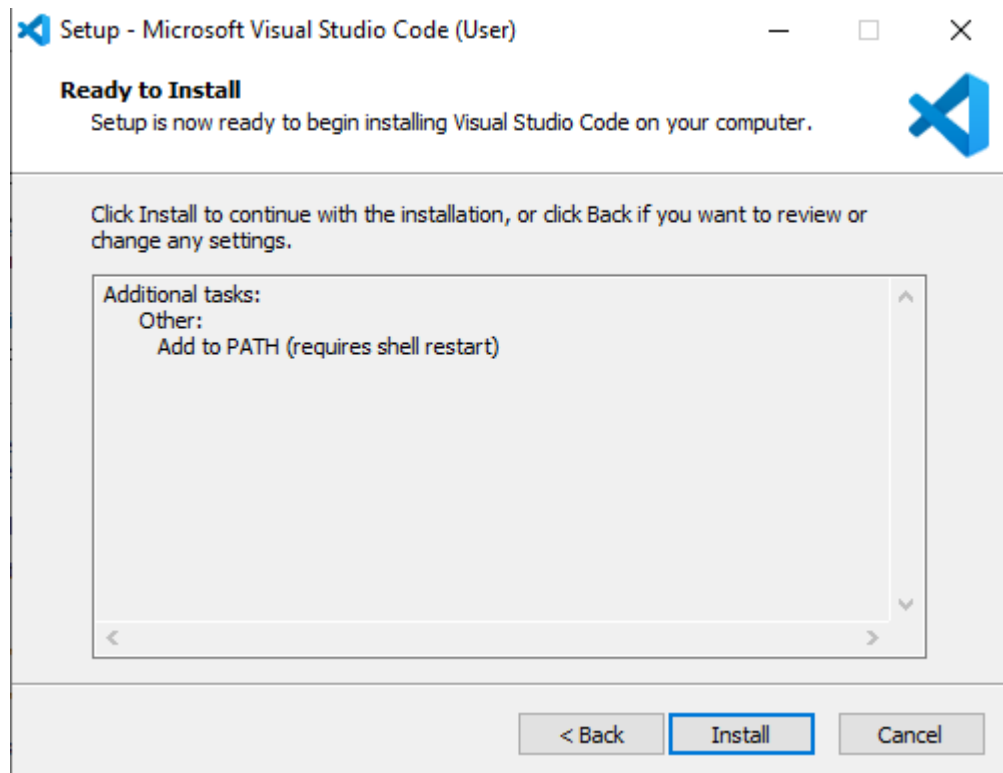 Setup - Microsoft Visual Studio Code (User)
Ready to Install
Setup is now ready to begin installing Visual Studio Code on your computer.
Click Install to continue with the installation, or click Back if you want to review or
change any settings.
Additional tasks:
Other:
Add to PATH (requires shell restart)
< Back
Install
Cancel